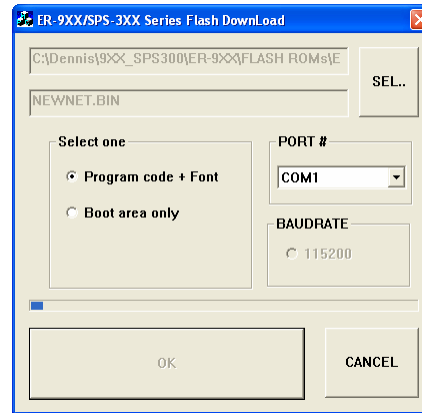 ER-9XX/SPS-3XX Series Flash DownLoad
C:\Dennis\9XX_SPS300\ER-9XX\FLASH ROMs\E
SEL..
NEWNET.BIN
Select one
PORT #
Program code + Font
COM1
Boot area only
BAUDRATE
115200
OK
CANCEL